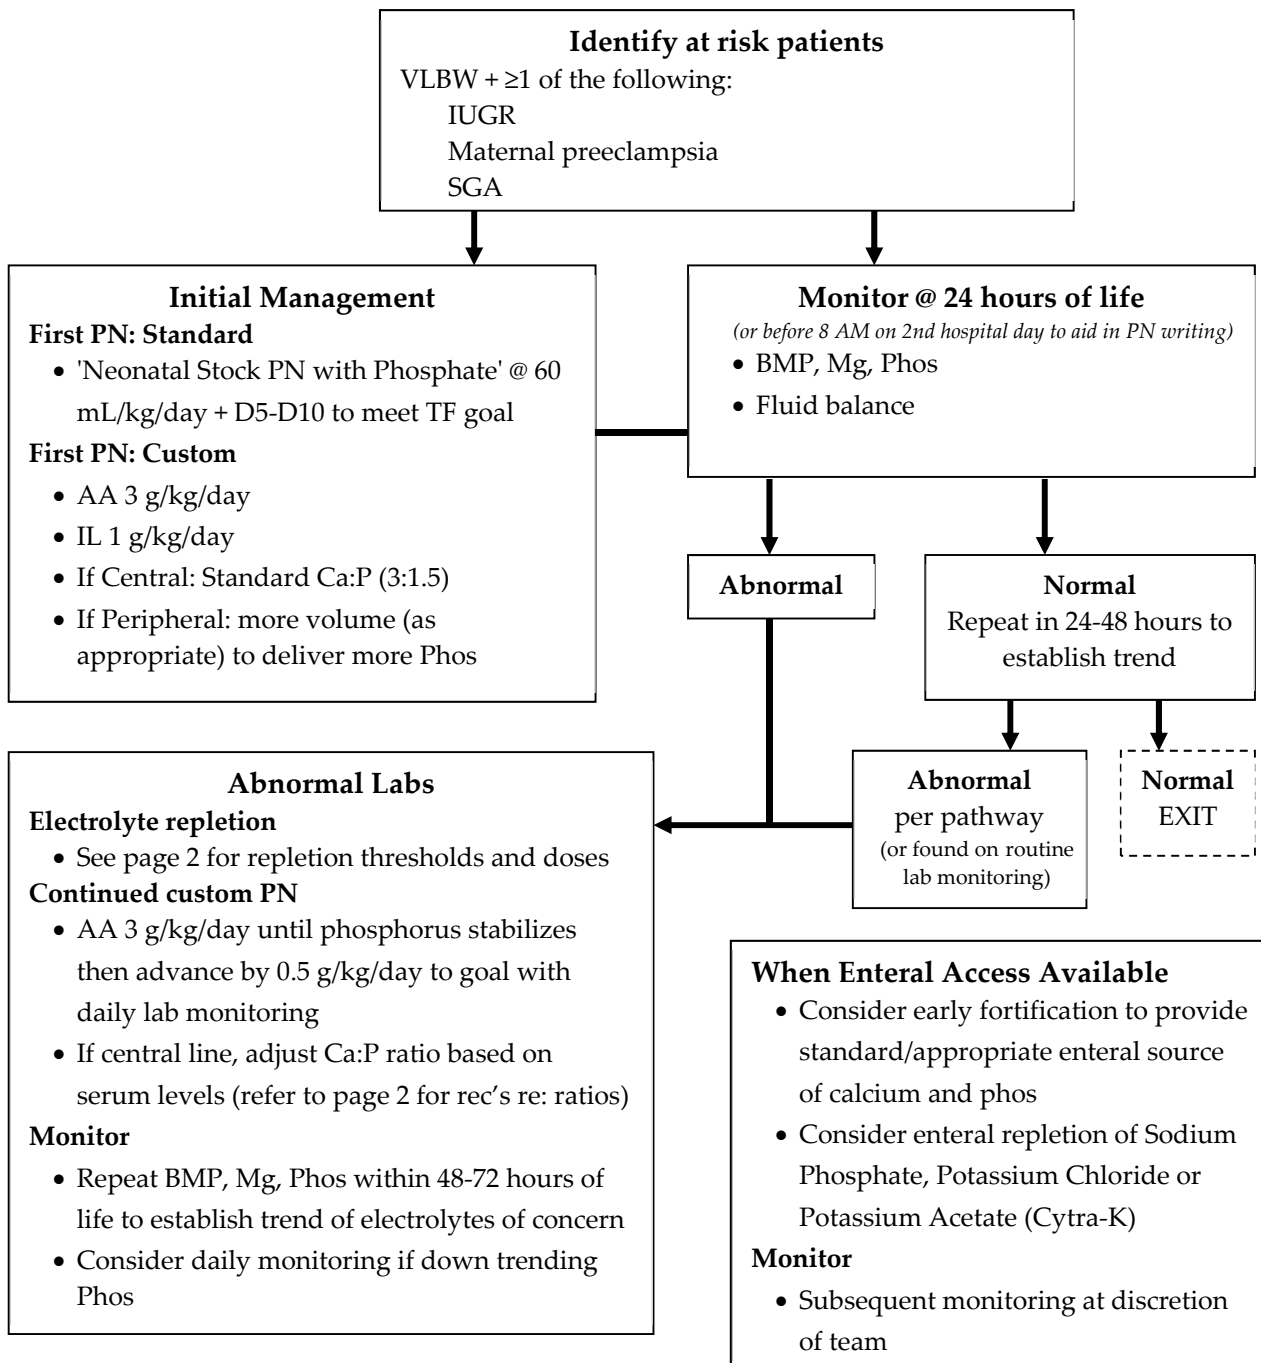 Identify at risk patients
VLBW + ≥1 of the following:
IUGR
Maternal preeclampsia
SGA
Initial Management
First PN: Standard
• 'Neonatal Stock PN with Phosphate' @ 60
mL/kg/day + D5-D10 to meet TF goal
First PN: Custom
• AA 3 g/kg/day
• IL 1 g/kg/day
• If Central: Standard Ca:P (3:1.5)
• If Peripheral: more volume (as
appropriate) to deliver more Phos
Monitor @ 24 hours of life
(or before 8 AM on 2nd hospital day to aid in PN writing)
• BMP, Mg, Phos
• Fluid balance
Abnormal
Normal
Repeat in 24-48 hours to
establish trend
Abnormal
per pathway
(or found on routine
lab monitoring)
Normal
EXIT
Abnormal Labs
Electrolyte repletion
• See page 2 for repletion thresholds and doses
Continued custom PN
• AA 3 g/kg/day until phosphorus stabilizes
then advance by 0.5 g/kg/day to goal with
daily lab monitoring
• If central line, adjust Ca:P ratio based on
serum levels (refer to page 2 for rec's re: ratios)
Monitor
• Repeat BMP, Mg, Phos within 48-72 hours of
life to establish trend of electrolytes of concern
• Consider daily monitoring if down trending
Phos
When Enteral Access Available
• Consider early fortification to provide
standard/appropriate enteral source
of calcium and phos
• Consider enteral repletion of Sodium
Phosphate, Potassium Chloride or
Potassium Acetate (Cytra-K)
Monitor
• Subsequent monitoring at discretion
of team